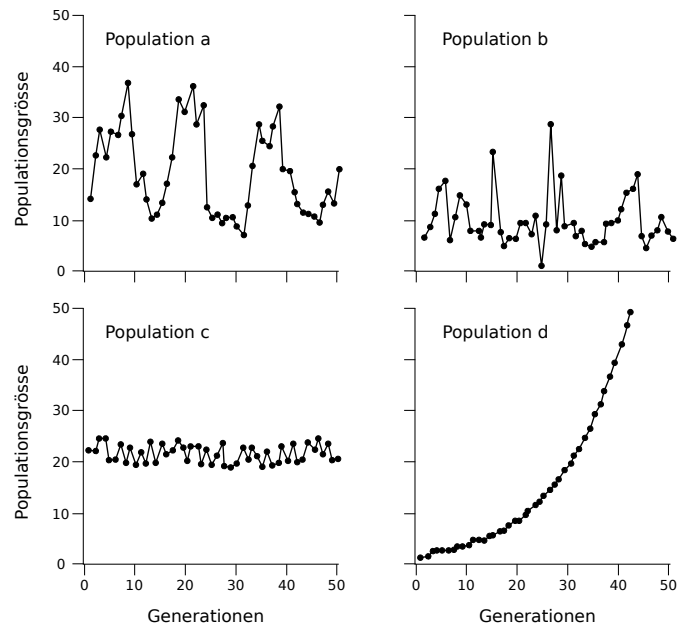 Population a
Population b
Populationsgrösse
50
40
30
20
10
0
Population c
Population d
Populationsgrösse
50
40
30
20
10
0
0 10 20 30 40 50
0 10 20 30 40 50
Generationen
Generationen